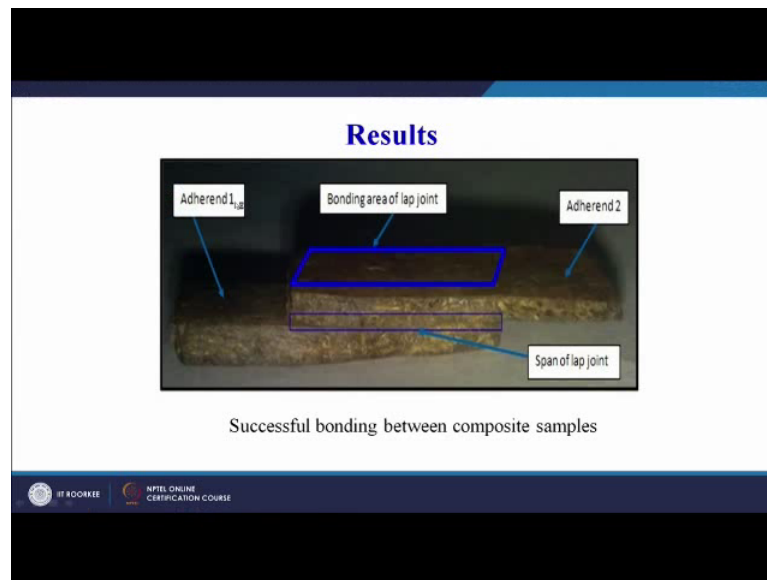 Results
Adherend 1
Bonding area of lap joint
Adherend 2
Span of lap joint
Successful bonding between composite samples
IIT ROORKEE
NPTEL ONLINE
CERTIFICATION COURSE